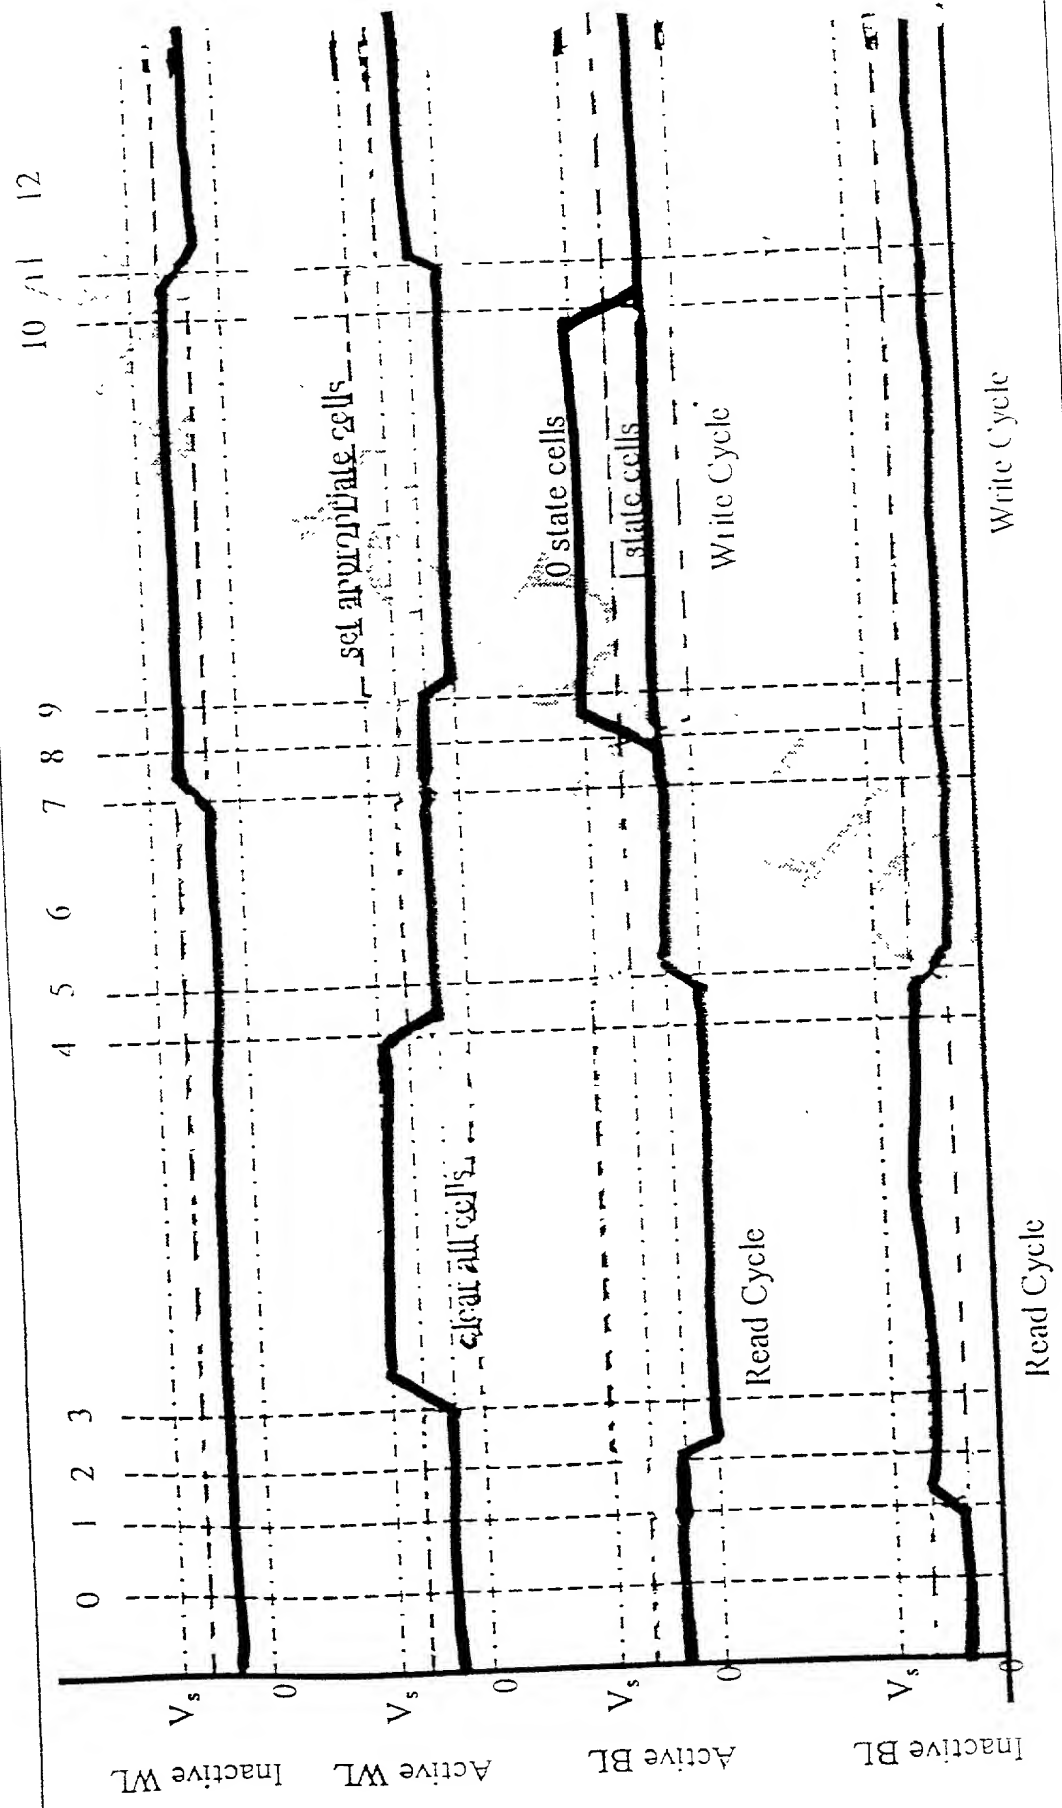 0 1 2 3 4 5 6 7 8 9 10 11 12
Inactive WL
Vs
0
Active WL
Vs
0
set appropriate cells
clear all cells
Active BL
Vs
0
0 state cells
1 state cells
Read Cycle
Write Cycle
Inactive BL
Vs
0
Read Cycle
Write Cycle